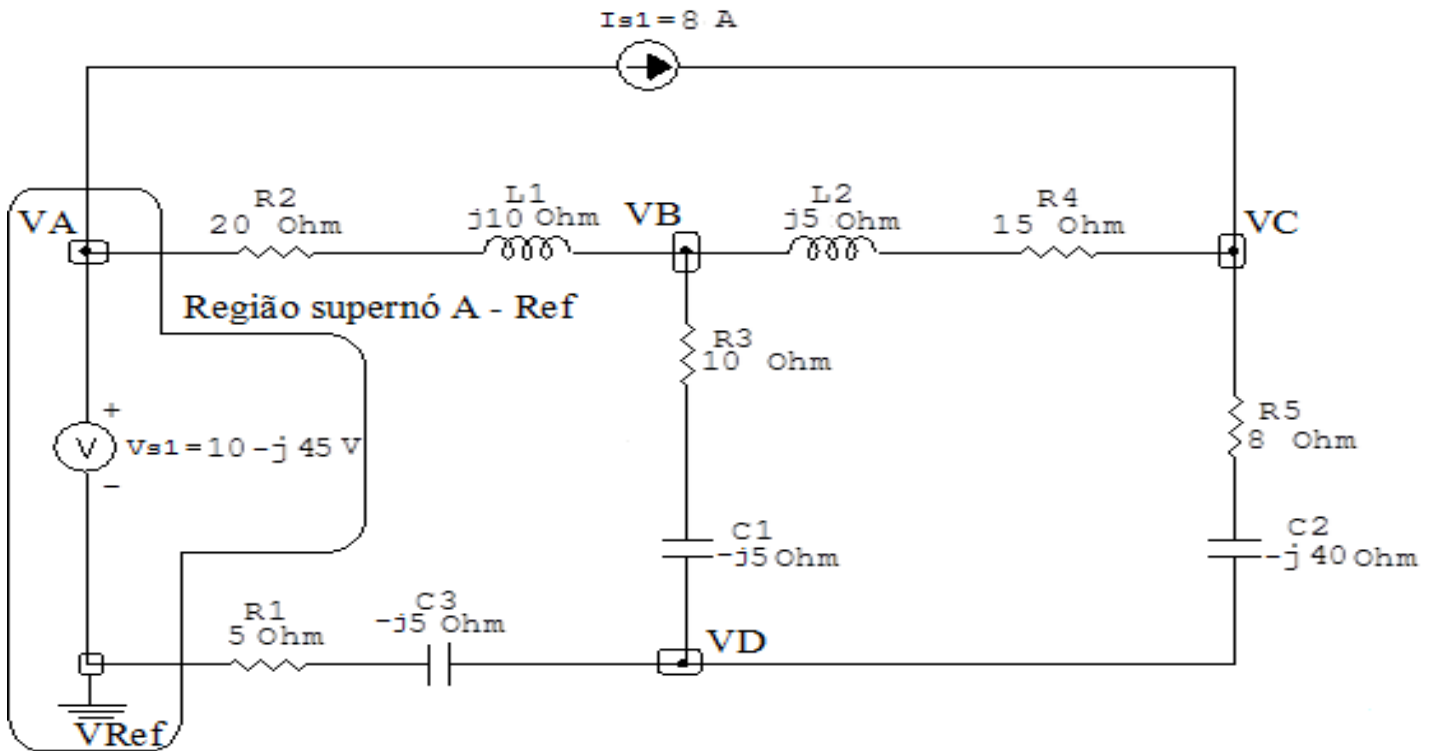 Is1=8 A
VA
R2
20 Ohm
L1
j10 Ohm
VB
L2
j5 Ohm
R4
15 Ohm
VC
Região supernó A - Ref
R3
10 Ohm
+
V
Vs1=10-j 45 V
-
R5
8 Ohm
C1
-j5 Ohm
C2
-j 40 Ohm
R1
5 Ohm
C3
-j5 Ohm
VD
VRef